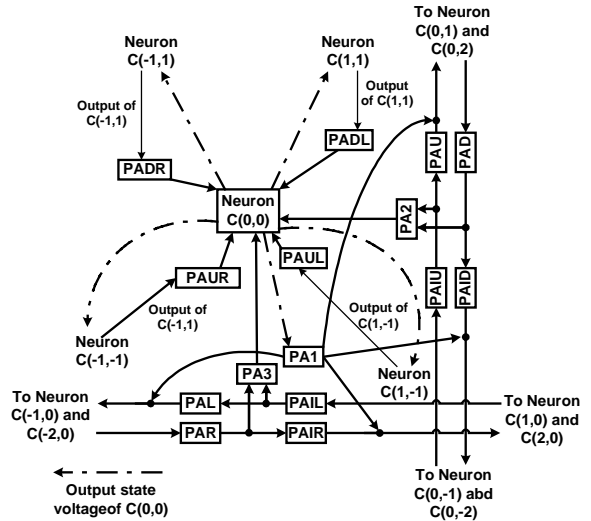 To Neuron
C(0,1) and
C(0,2)
Neuron
C(-1,1)
Neuron
C(1,1)
Output of
C(-1,1)
Output
of C(1,1)
PADR
PADL
PAU
PAD
Neuron
C(0,0)
PA2
PAUL
PAUR
PAIU
PAID
Output of
C(-1,1)
Output of
C(1,-1)
Neuron
C(-1,-1)
PA1
PA3
Neuron
C(1,-1)
To Neuron
C(-1,0) and
C(-2,0)
PAL
PAIL
PAR
PAIR
To Neuron
C(1,0) and
C(2,0)
Output state
voltageof C(0,0)
To Neuron
C(0,-1) abd
C(0,-2)